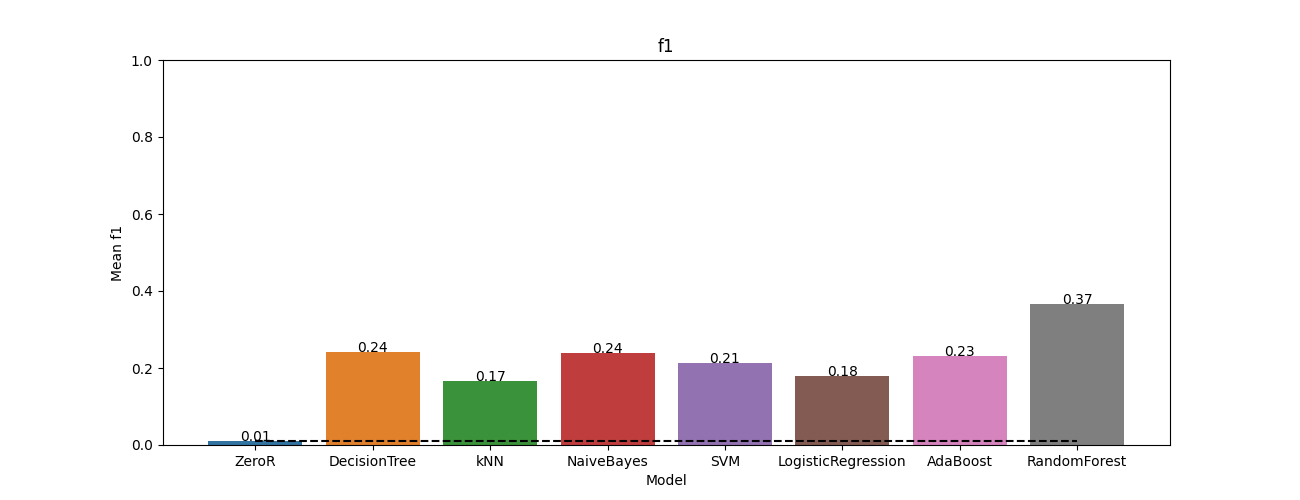 f1
1.0
0.8
0.6
0.4
0.2
0.0
Mean f1
0.01
0.24
0.17
0.24
0.21
0.18
0.23
0.37
ZeroR
DecisionTree
kNN
NaiveBayes
SVM
LogisticRegression
AdaBoost
RandomForest
Model